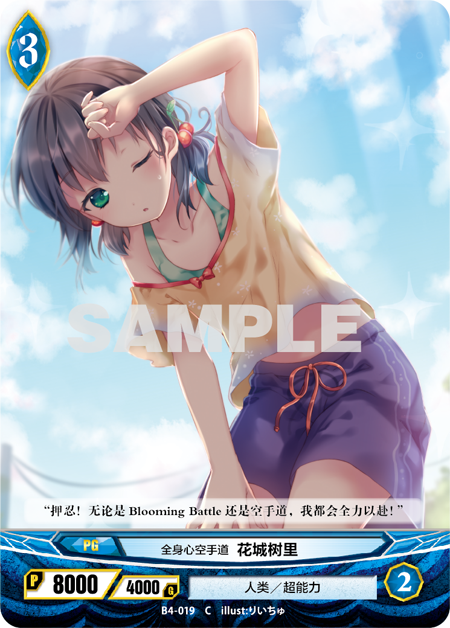 3
SAMPLE
“押忍！无论是 Blooming Battle 还是空手道，我都会全力以赴！”
PG 全身心空手道 花城树里
P 8000 / 4000 G 人类／超能力 2
B4-019 C illust:りいちゅ